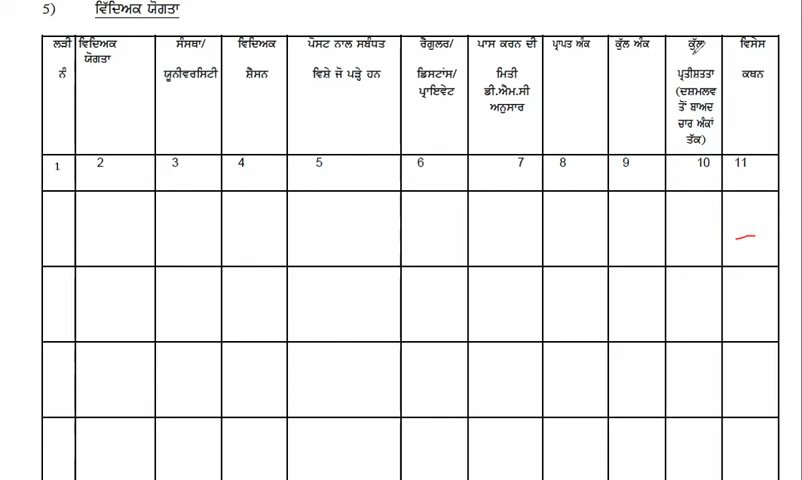 5) ਵਿੱਦਿਅਕ ਯੋਗਤਾ
ਲੜੀ ਨੰ
ਵਿਦਿਅਕ ਯੋਗਤਾ
ਸੰਸਥਾ/ ਯੂਨੀਵਰਸਿਟੀ
ਵਿਦਿਅਕ ਸ਼ੈਸਨ
ਪੋਸਟ ਨਾਲ ਸਬੰਧਤ ਵਿਸ਼ੇ ਜੋ ਪੜ੍ਹੇ ਹਨ
ਰੈਗੂਲਰ/ ਡਿਸਟਾਂਸ/ ਪ੍ਰਾਇਵੇਟ
ਪਾਸ ਕਰਨ ਦੀ ਮਿਤੀ ਡੀ.ਐਮ.ਸੀ ਅਨੁਸਾਰ
ਪ੍ਰਾਪਤ ਅੰਕ
ਕੁੱਲ ਅੰਕ
ਕੁੱਲ ਪ੍ਰਤੀਸ਼ਤਤਾ (ਦਸ਼ਮਲਵ ਤੋਂ ਬਾਅਦ ਚਾਰ ਅੰਕਾਂ ਤੱਕ)
ਵਿਸੇਸ ਕਥਨ
1 2 3 4 5 6 7 8 9 10 11